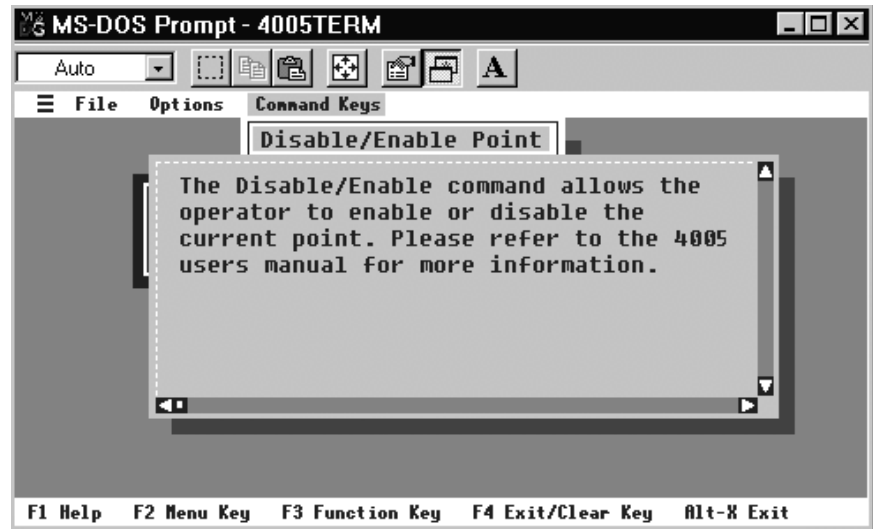 MS-DOS Prompt - 4005TERM
Auto
A
File Options Command Keys
Disable/Enable Point
The Disable/Enable command allows the
operator to enable or disable the
current point. Please refer to the 4005
users manual for more information.
F1 Help F2 Menu Key F3 Function Key F4 Exit/Clear Key Alt-X Exit